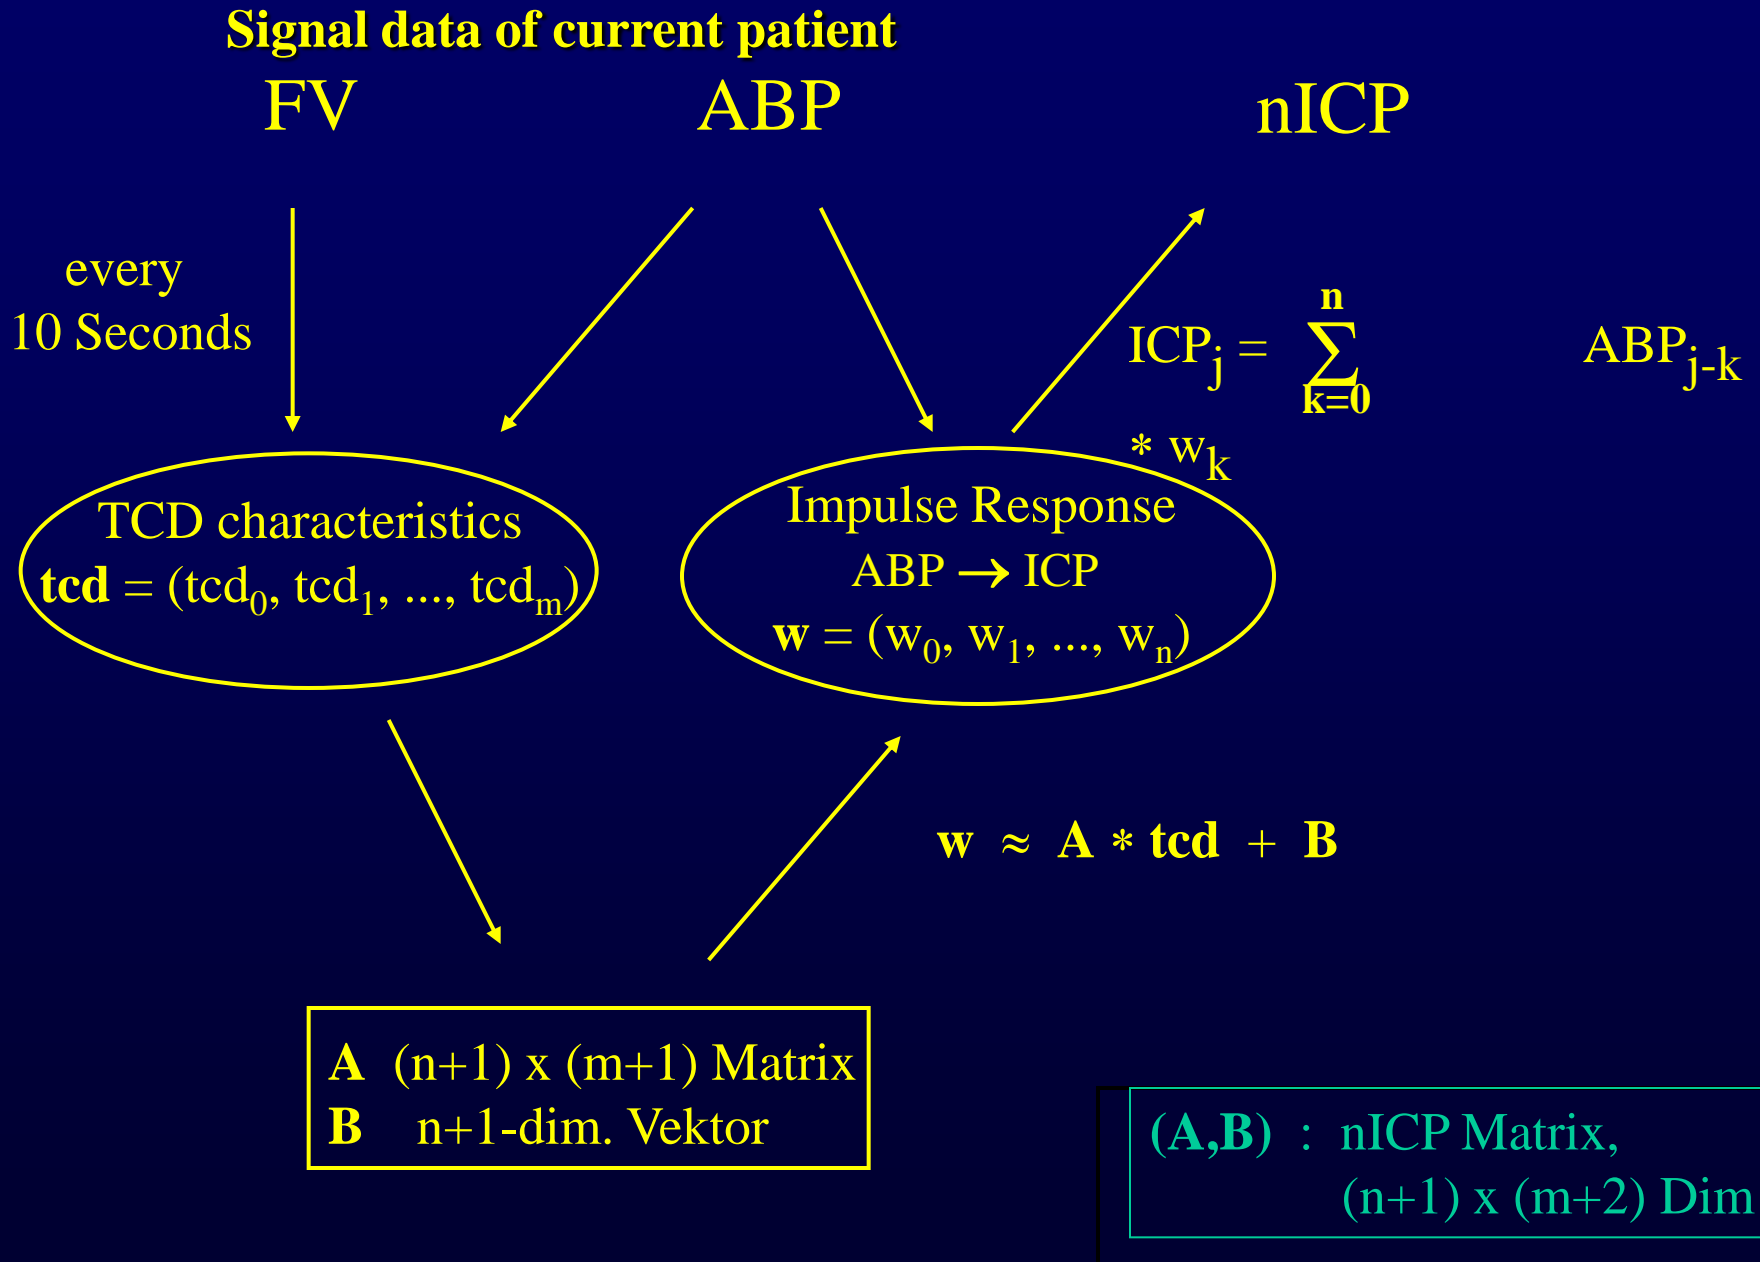 Signal data of current patient
FV ABP nICP
every
10 Seconds
ICPj = n ∑ k=0 ABPj-k
* wk
TCD characteristics
tcd = (tcd0, tcd1, ..., tcdm)
Impulse Response
ABP → ICP
w = (w0, w1, ..., wn)
w ≈ A * tcd + B
A (n+1) x (m+1) Matrix
B n+1-dim. Vektor
(A,B) : nICP Matrix,
(n+1) x (m+2) Dim